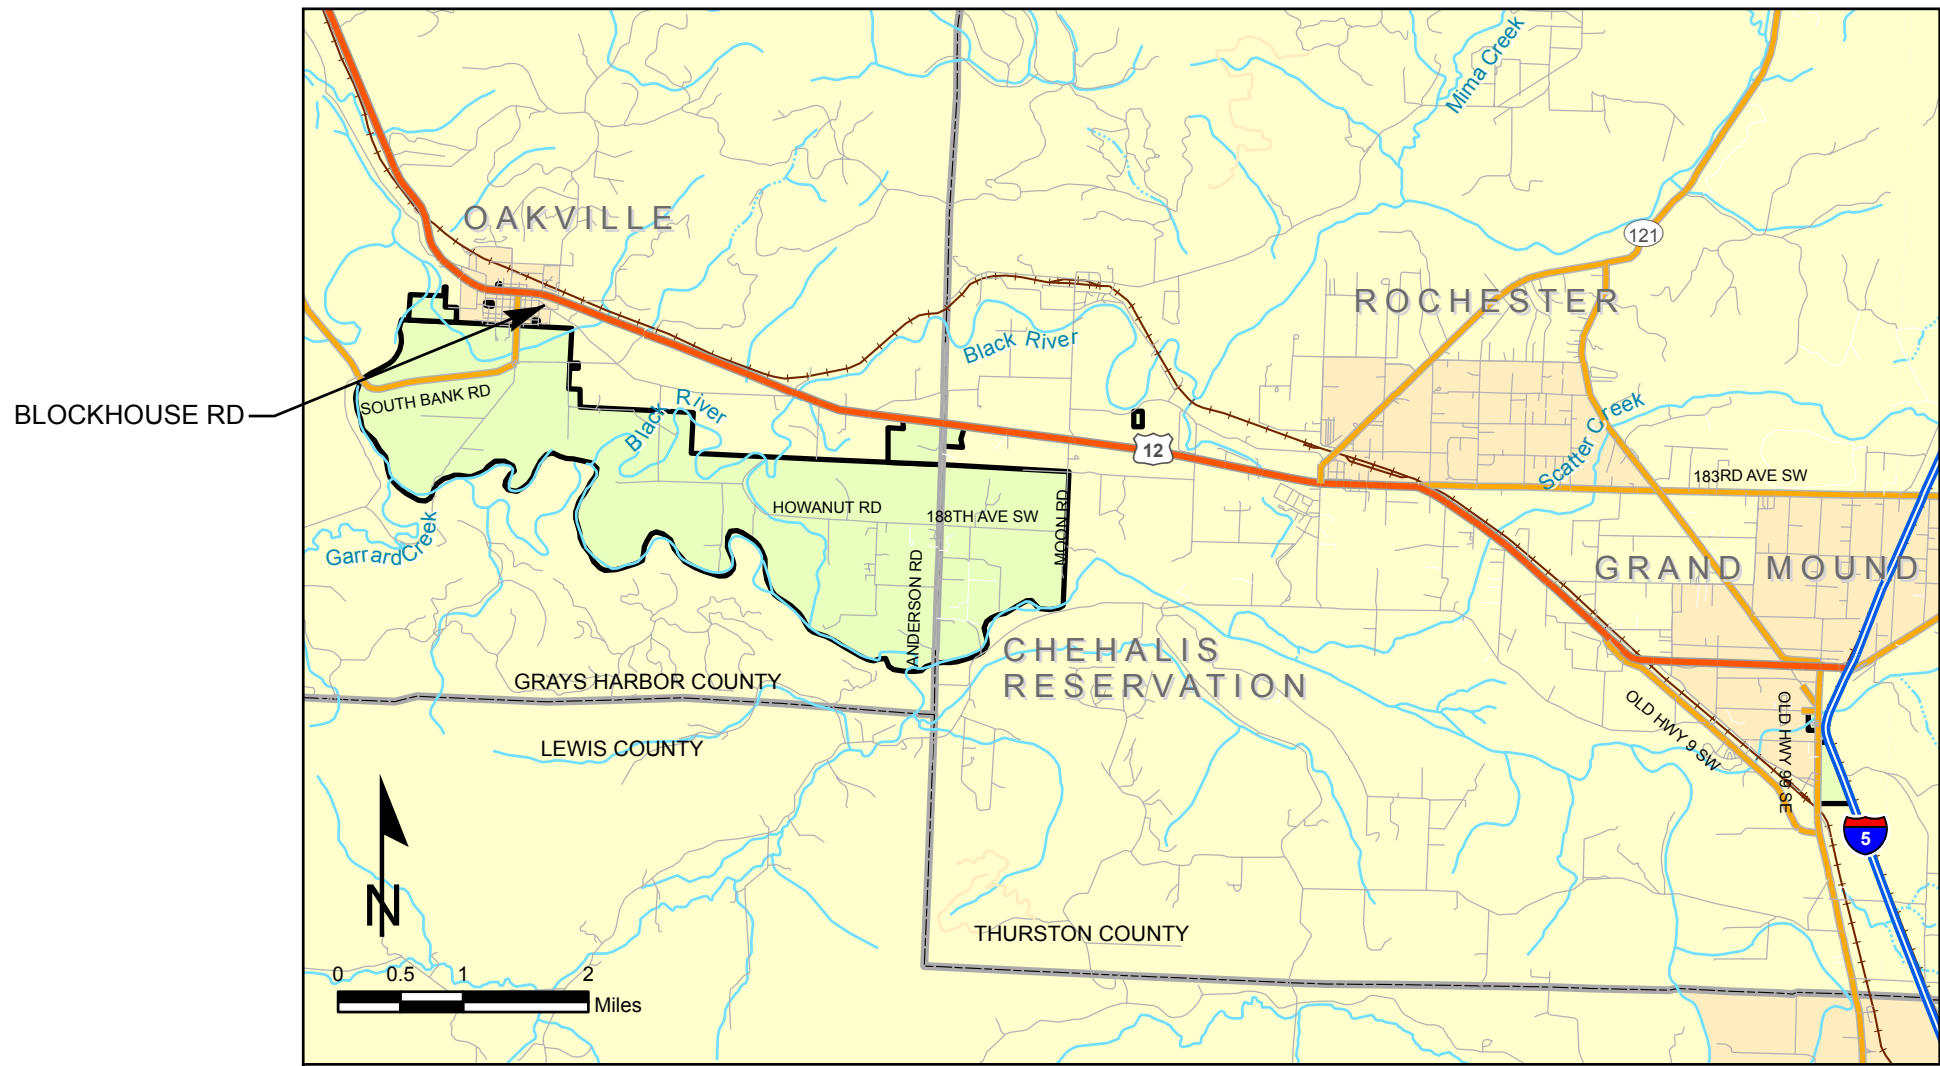 Mima Creek
OAKVILLE
121
ROCHESTER
Black River
BLOCKHOUSE RD
SOUTH BANK RD
Black River
Scatter Creek
12
183RD AVE SW
HOWANUT RD
188TH AVE SW
MOON RD
Garrard Creek
GRAND MOUND
ANDERSON RD
CHEHALIS
RESERVATION
GRAYS HARBOR COUNTY
OLD HWY 9 SW
OLD HWY 99 SE
LEWIS COUNTY
5
N
THURSTON COUNTY
0 0.5 1 2
Miles